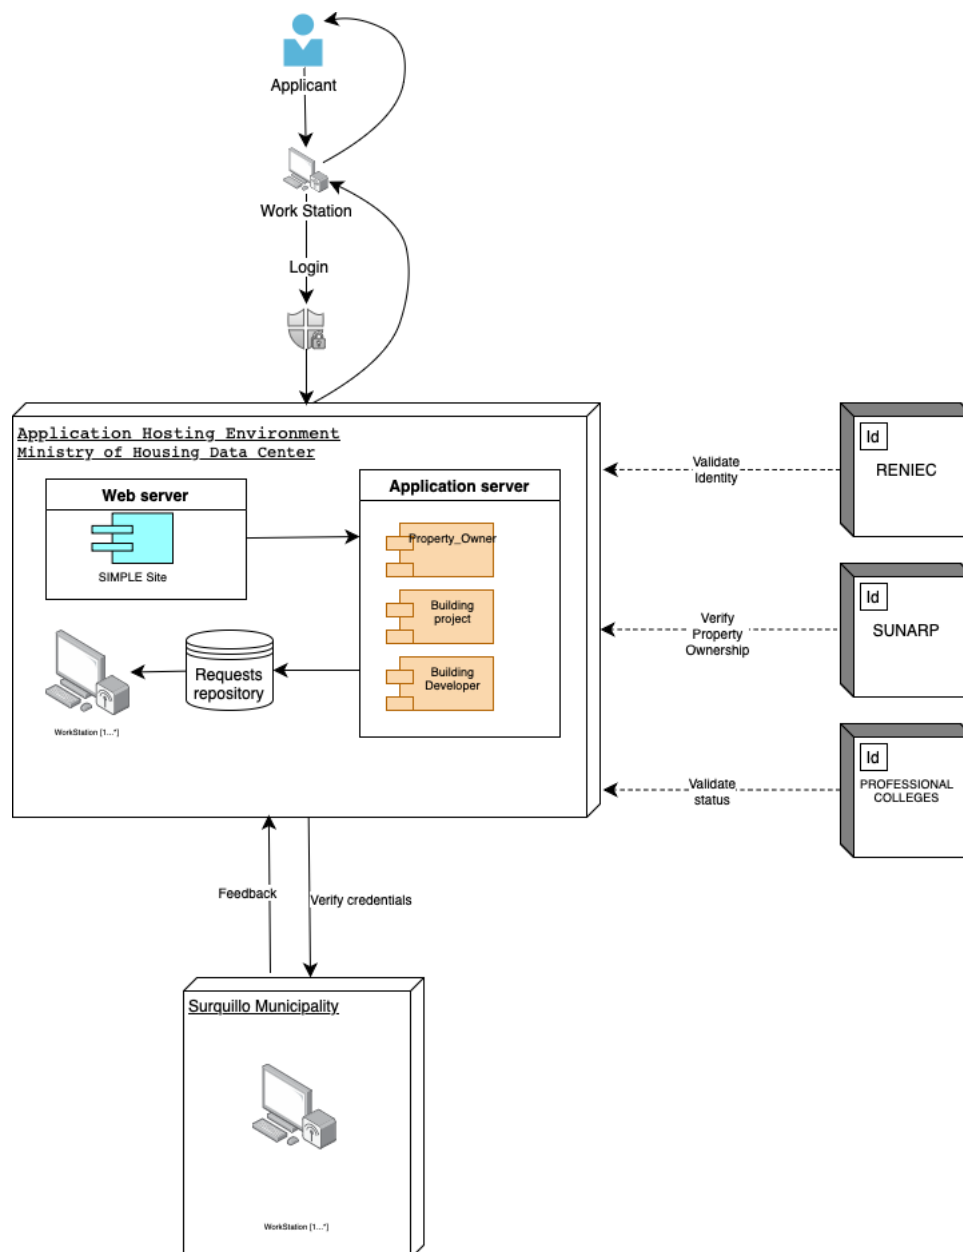 Applicant
Work Station
Login
Application Hosting Environment
Ministry of Housing Data Center
Web server
SIMPLE Site
Application server
Property_Owner
Building
project
Building
Developer
Requests
repository
WorkStation [1...*]
Validate
Identity
Id
RENIEC
Verify
Property
Ownership
Id
SUNARP
Validate
status
Id
PROFESSIONAL
COLLEGES
Feedback
Verify credentials
Surquillo Municipality
WorkStation [1...*]